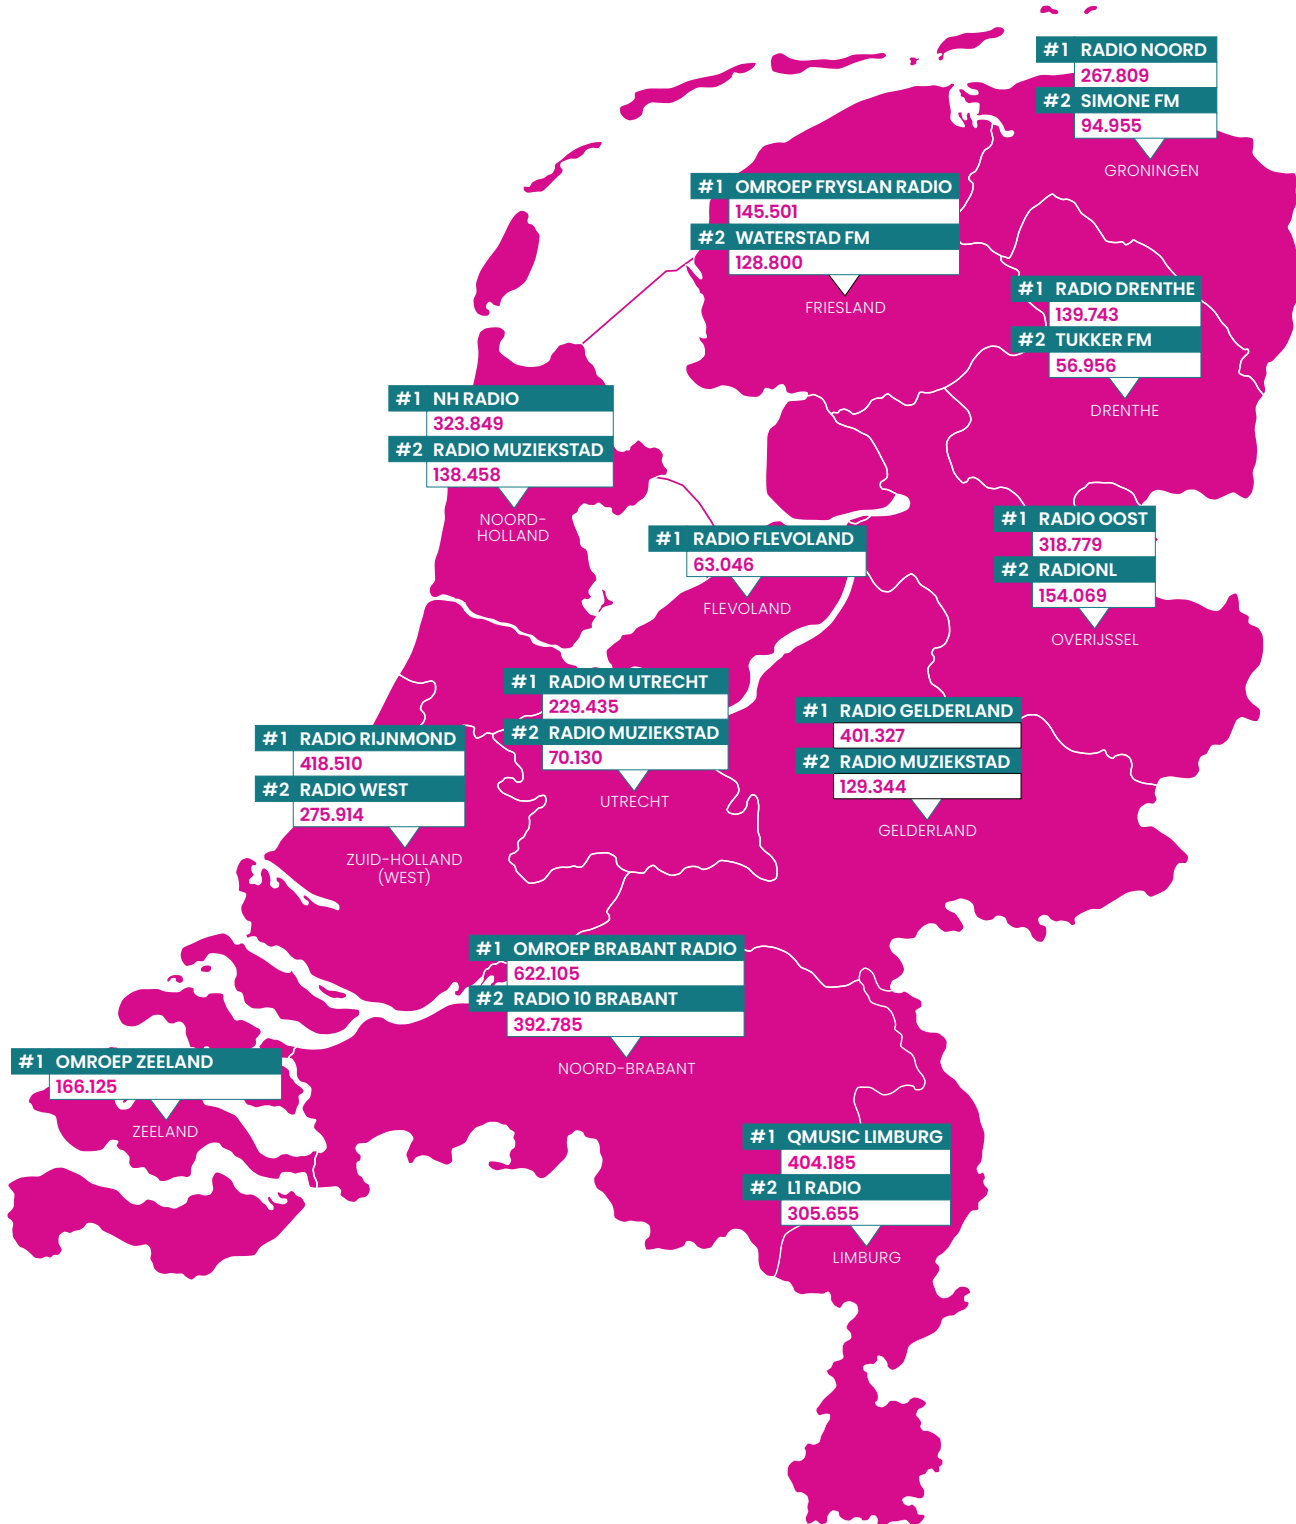 #1 RADIO NOORD
267.809
#2 SIMONE FM
94.955
GRONINGEN
#1 OMROEP FRYSLAN RADIO
145.501
#2 WATERSTAD FM
128.800
FRIESLAND
#1 RADIO DRENTHE
139.743
#2 TUKKER FM
56.956
DRENTHE
#1 NH RADIO
323.849
#2 RADIO MUZIEKSTAD
138.458
NOORD-
HOLLAND
#1 RADIO FLEVOLAND
63.046
FLEVOLAND
#1 RADIO OOST
318.779
#2 RADIONL
154.069
OVERIJSSEL
#1 RADIO M UTRECHT
229.435
#2 RADIO MUZIEKSTAD
70.130
UTRECHT
#1 RADIO GELDERLAND
401.327
#2 RADIO MUZIEKSTAD
129.344
GELDERLAND
#1 RADIO RIJNMOND
418.510
#2 RADIO WEST
275.914
ZUID-HOLLAND
(WEST)
#1 OMROEP BRABANT RADIO
622.105
#2 RADIO 10 BRABANT
392.785
NOORD-BRABANT
#1 OMROEP ZEELAND
166.125
ZEELAND
#1 QMUSIC LIMBURG
404.185
#2 L1 RADIO
305.655
LIMBURG